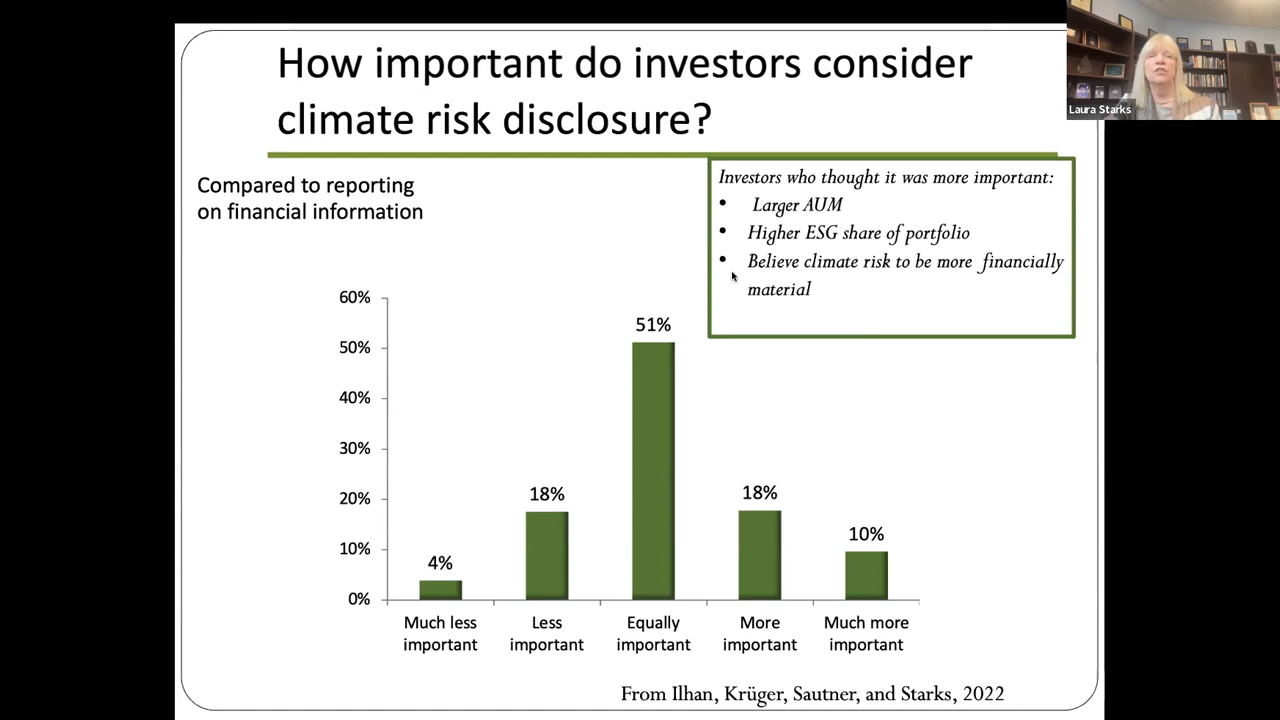 How important do investors consider
climate risk disclosure?
Laura Starks
Compared to reporting
on financial information
Investors who thought it was more important:
• Larger AUM
• Higher ESG share of portfolio
• Believe climate risk to be more financially
material
60%
50%
40%
30%
20%
10%
0%
4%
18%
51%
18%
10%
Much less
important
Less
important
Equally
important
More
important
Much more
important
From Ilhan, Krüger, Sautner, and Starks, 2022